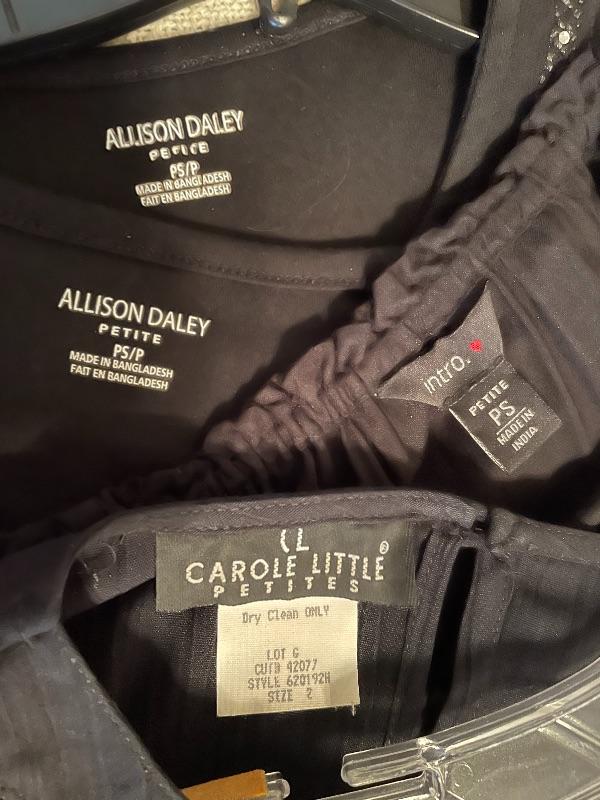 ALLISON DALEY
PETITE
PS/P
MADE IN BANGLADESH
FAIT EN BANGLADESH
ALLISON DALEY
PETITE
PS/P
MADE IN BANGLADESH
FAIT EN BANGLADESH
intro.
PETITE
PS
MADE IN
INDIA
CL
CAROLE LITTLE®
PETITES
Dry Clean ONLY
LOT G
CUT# 42077
STYLE 620192H
SIZE 2